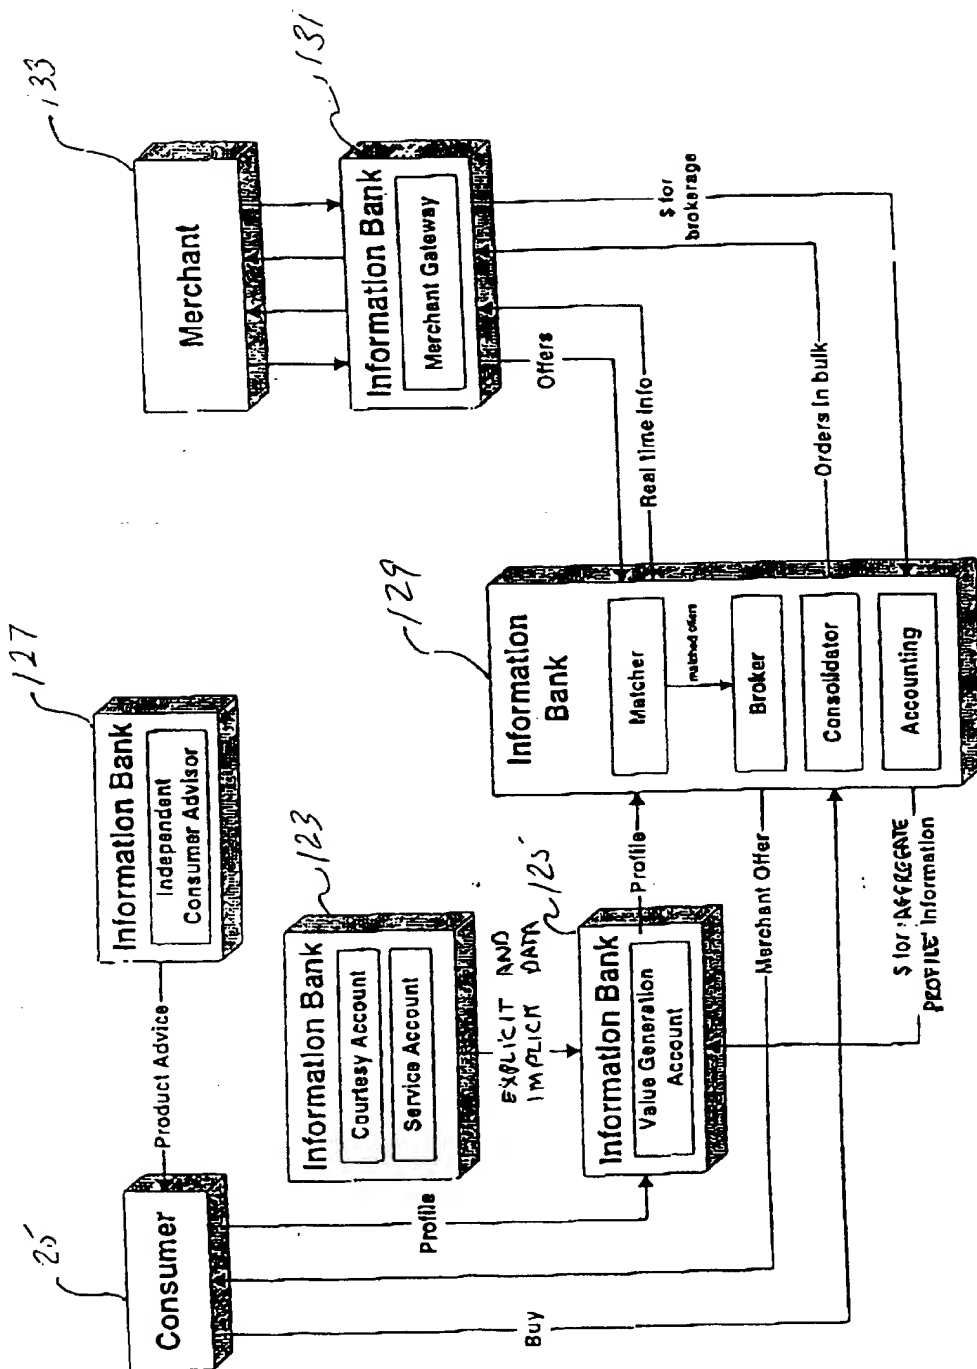 133
Merchant
131
Information Bank
Merchant Gateway
$ for
brokerage
Offers
Real time info
Orders in bulk
127
Information Bank
Independent
Consumer Advisor
129
Information
Bank
Matcher
matched offers
Broker
Consolidator
Accounting
Product Advice
123
Information Bank
Courtesy Account
Service Account
EXPLICIT AND
IMPLICIT DATA
125
Information Bank
Value Generation
Account
Profile
Merchant Offer
$ for AGGREGATE
PROFILE Information
25
Consumer
Profile
Buy